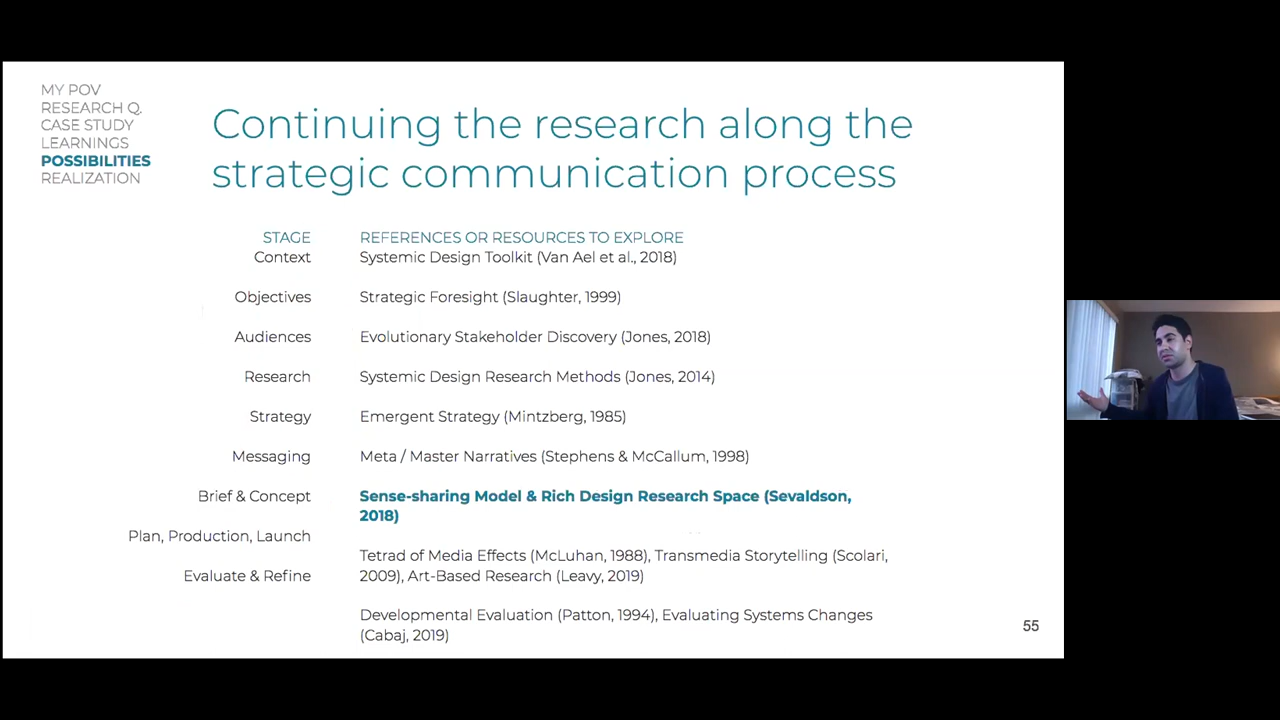 MY POV
RESEARCH Q.
CASE STUDY
LEARNINGS
POSSIBILITIES
REALIZATION
Continuing the research along the
strategic communication process
STAGE
REFERENCES OR RESOURCES TO EXPLORE
Context
Systemic Design Toolkit (Van Ael et al., 2018)
Objectives
Strategic Foresight (Slaughter, 1999)
Audiences
Evolutionary Stakeholder Discovery (Jones, 2018)
Research
Systemic Design Research Methods (Jones, 2014)
Strategy
Emergent Strategy (Mintzberg, 1985)
Messaging
Meta / Master Narratives (Stephens & McCallum, 1998)
Brief & Concept
Sense-sharing Model & Rich Design Research Space (Sevaldson,
2018)
Plan, Production, Launch
Tetrad of Media Effects (McLuhan, 1988), Transmedia Storytelling (Scolari,
2009), Art-Based Research (Leavy, 2019)
Evaluate & Refine
Developmental Evaluation (Patton, 1994), Evaluating Systems Changes
(Cabaj, 2019)
55